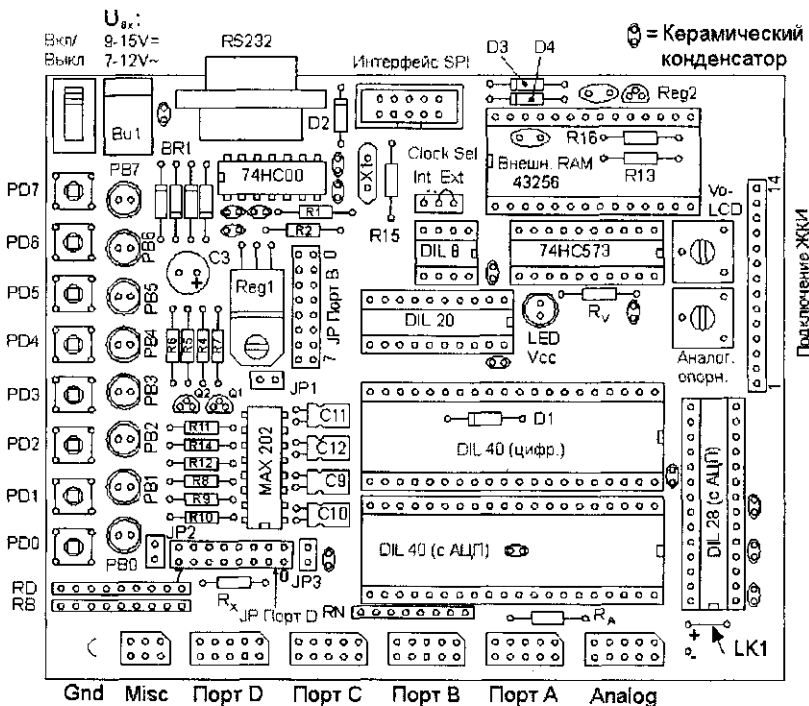 Uвх:
Вкл/ 9-15V=
Выкл 7-12V~
RS232
Интерфейс SPI
D3
D4
= Керамический
конденсатор
Reg2
Bu1
BR1
D2
74HC00
X1
R15
Clock Sel
Int Ext
R16
Внешн. RAM
43256
R13
14
Vo-
LCD
PD7
PB7
R1
R2
PD6
PB6
C3
+
Reg1
0
JP Порт B
7
DIL 8
74HC573
PD5
PB5
DIL 20
LED
Vcc
RV
Подключение ЖКИ
PD4
PB4
R6
R5
R4
R7
Аналог.
опорн.
1
PD3
PB3
Q2
Q1
JP1
C11
D1
PD2
PB2
R11
R14
R12
MAX 202
C12
DIL 40 (цифр.)
PD1
PB1
R8
R9
R10
C9
C10
DIL 28 (с АЦП)
PD0
PB0
JP2
JP3
DIL 40 (с АЦП)
RD
RB
Rx
7
0
JP Порт D
RN
RA
+
-
LK1
Gnd Misc Порт D Порт C Порт B Порт A Analog